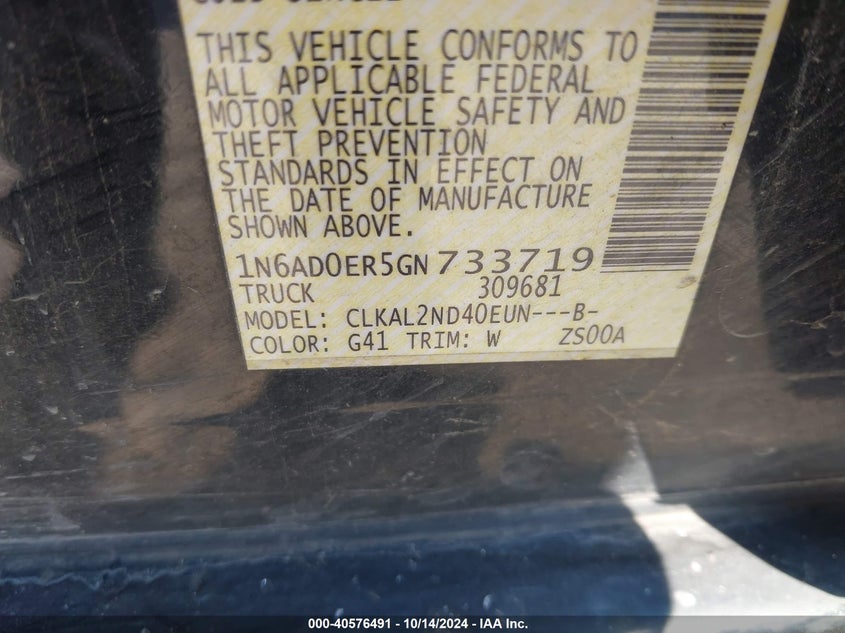 THIS VEHICLE CONFORMS TO
ALL APPLICABLE FEDERAL
MOTOR VEHICLE SAFETY AND
THEFT PREVENTION
STANDARDS IN EFFECT ON
THE DATE OF MANUFACTURE
SHOWN ABOVE.
1N6AD0ER5GN733719
TRUCK 309681
MODEL: CLKAL2ND40EUN---B-
COLOR: G41 TRIM: W ZS00A
000-40576491 - 10/14/2024 - IAA Inc.